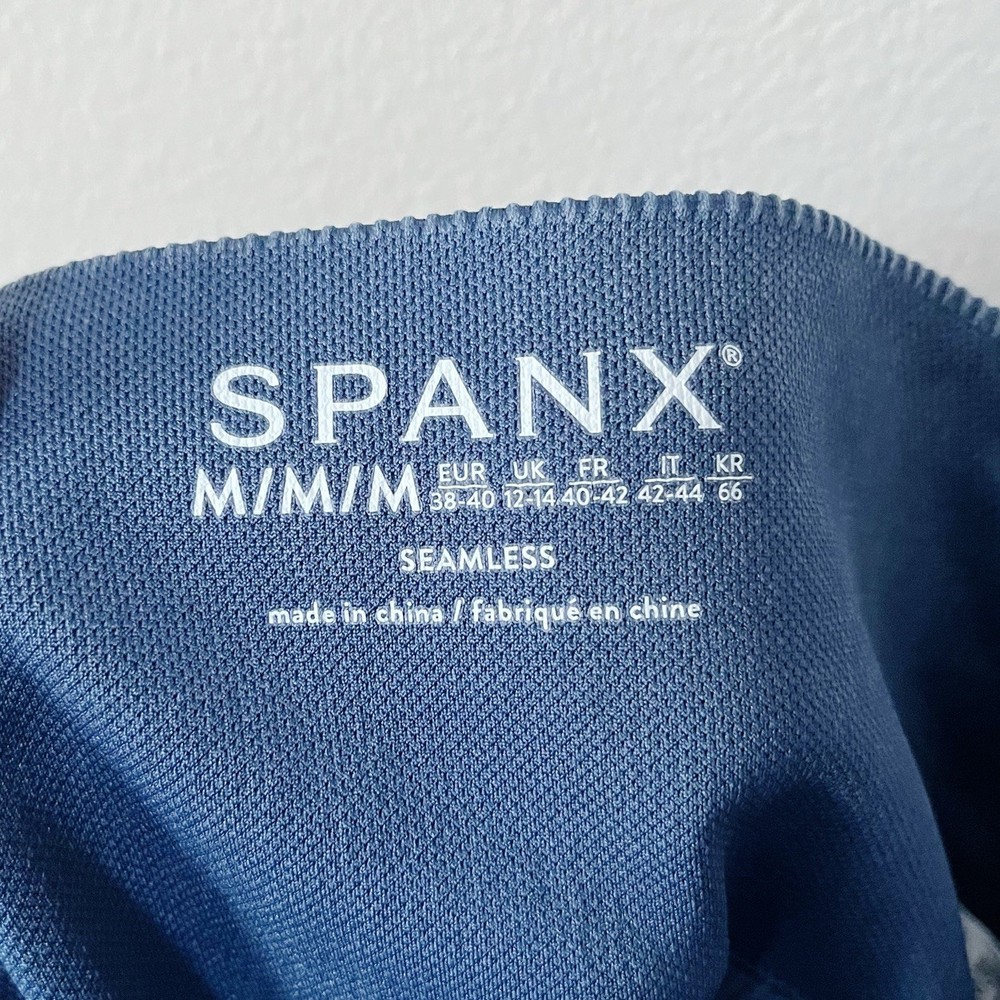 SPANX®
M/M/M EUR 38-40 UK 12-14 FR 40-42 IT 42-44 KR 66
SEAMLESS
made in china / fabriqué en chine